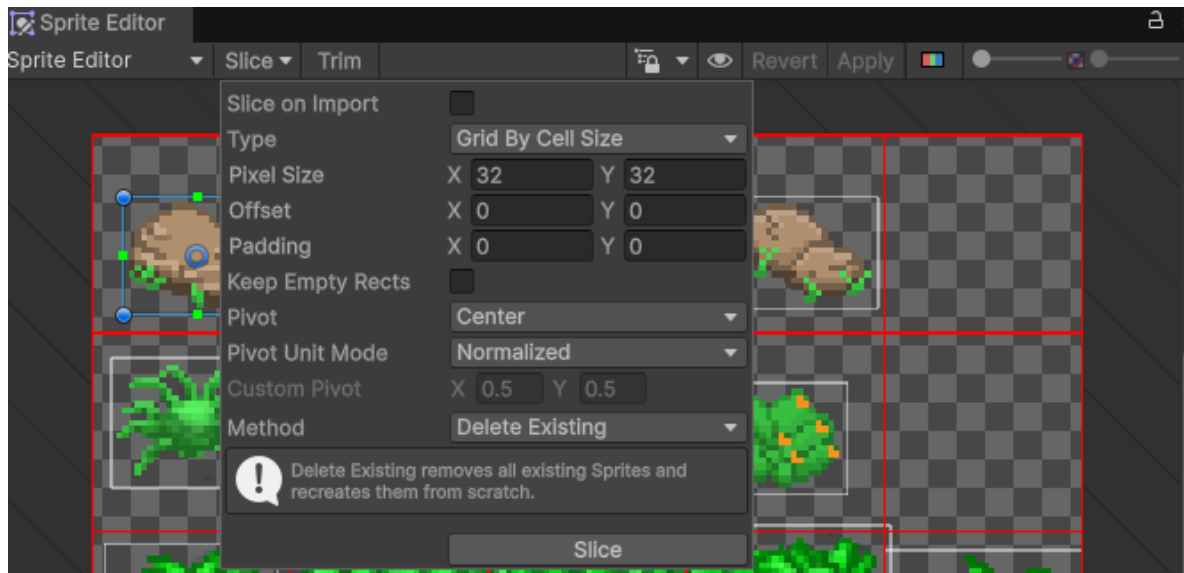 Sprite Editor
Sprite Editor Slice Trim Revert Apply
Slice on Import
Type Grid By Cell Size
Pixel Size X 32 Y 32
Offset X 0 Y 0
Padding X 0 Y 0
Keep Empty Rects
Pivot Center
Pivot Unit Mode Normalized
Custom Pivot X 0.5 Y 0.5
Method Delete Existing
Delete Existing removes all existing Sprites and
recreates them from scratch.
Slice